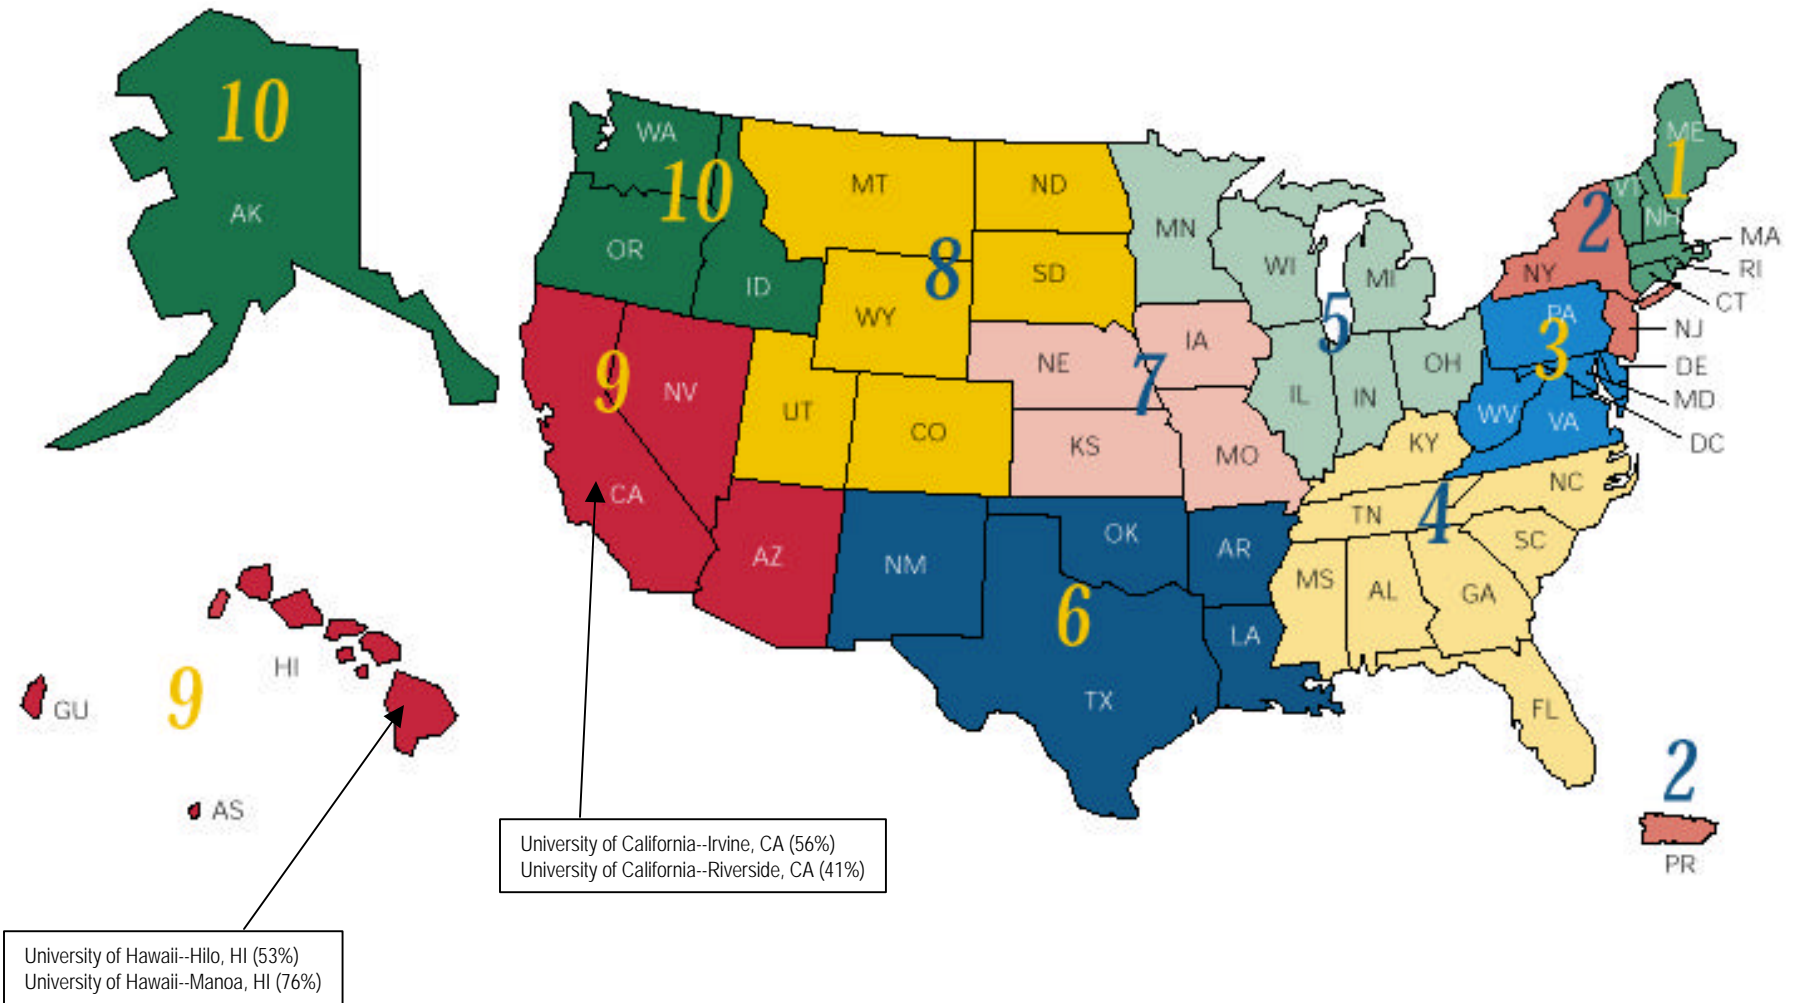 10
AK
WA
10
OR
ID
MT
ND
8
SD
WY
UT
CO
9
NV
CA
AZ
NE
7
IA
KS
MO
MN
WI
MI
5
IL
IN
OH
ME
1
VT
NH
2
NY
MA
RI
CT
NJ
PA
3
DE
MD
DC
WV
VA
KY
NC
4
TN
SC
MS
AL
GA
FL
NM
OK
AR
6
LA
TX
HI
9
GU
AS
2
PR
University of California--Irvine, CA (56%)
University of California--Riverside, CA (41%)
University of Hawaii--Hilo, HI (53%)
University of Hawaii--Manoa, HI (76%)